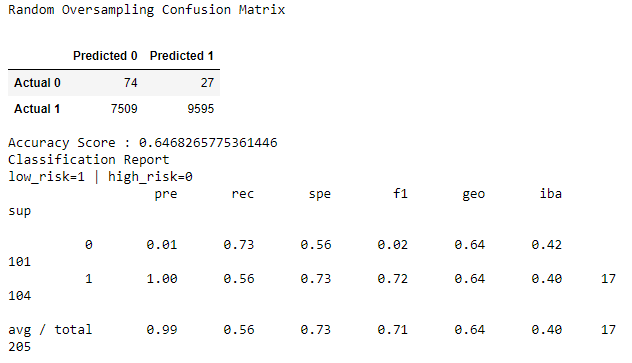 Random Oversampling Confusion Matrix
Predicted 0 Predicted 1
Actual 0 74 27
Actual 1 7509 9595
Accuracy Score : 0.6468265775361446
Classification Report
low_risk=1 | high_risk=0
pre rec spe f1 geo iba
sup
0 0.01 0.73 0.56 0.02 0.64 0.42
101
1 1.00 0.56 0.73 0.72 0.64 0.40 17
104
avg / total 0.99 0.56 0.73 0.71 0.64 0.40 17
205